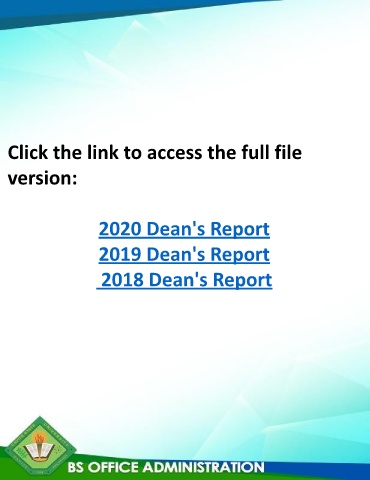 Click the link to access the full file
version:
2020 Dean's Report
2019 Dean's Report
2018 Dean's Report
BS OFFICE ADMINISTRATION